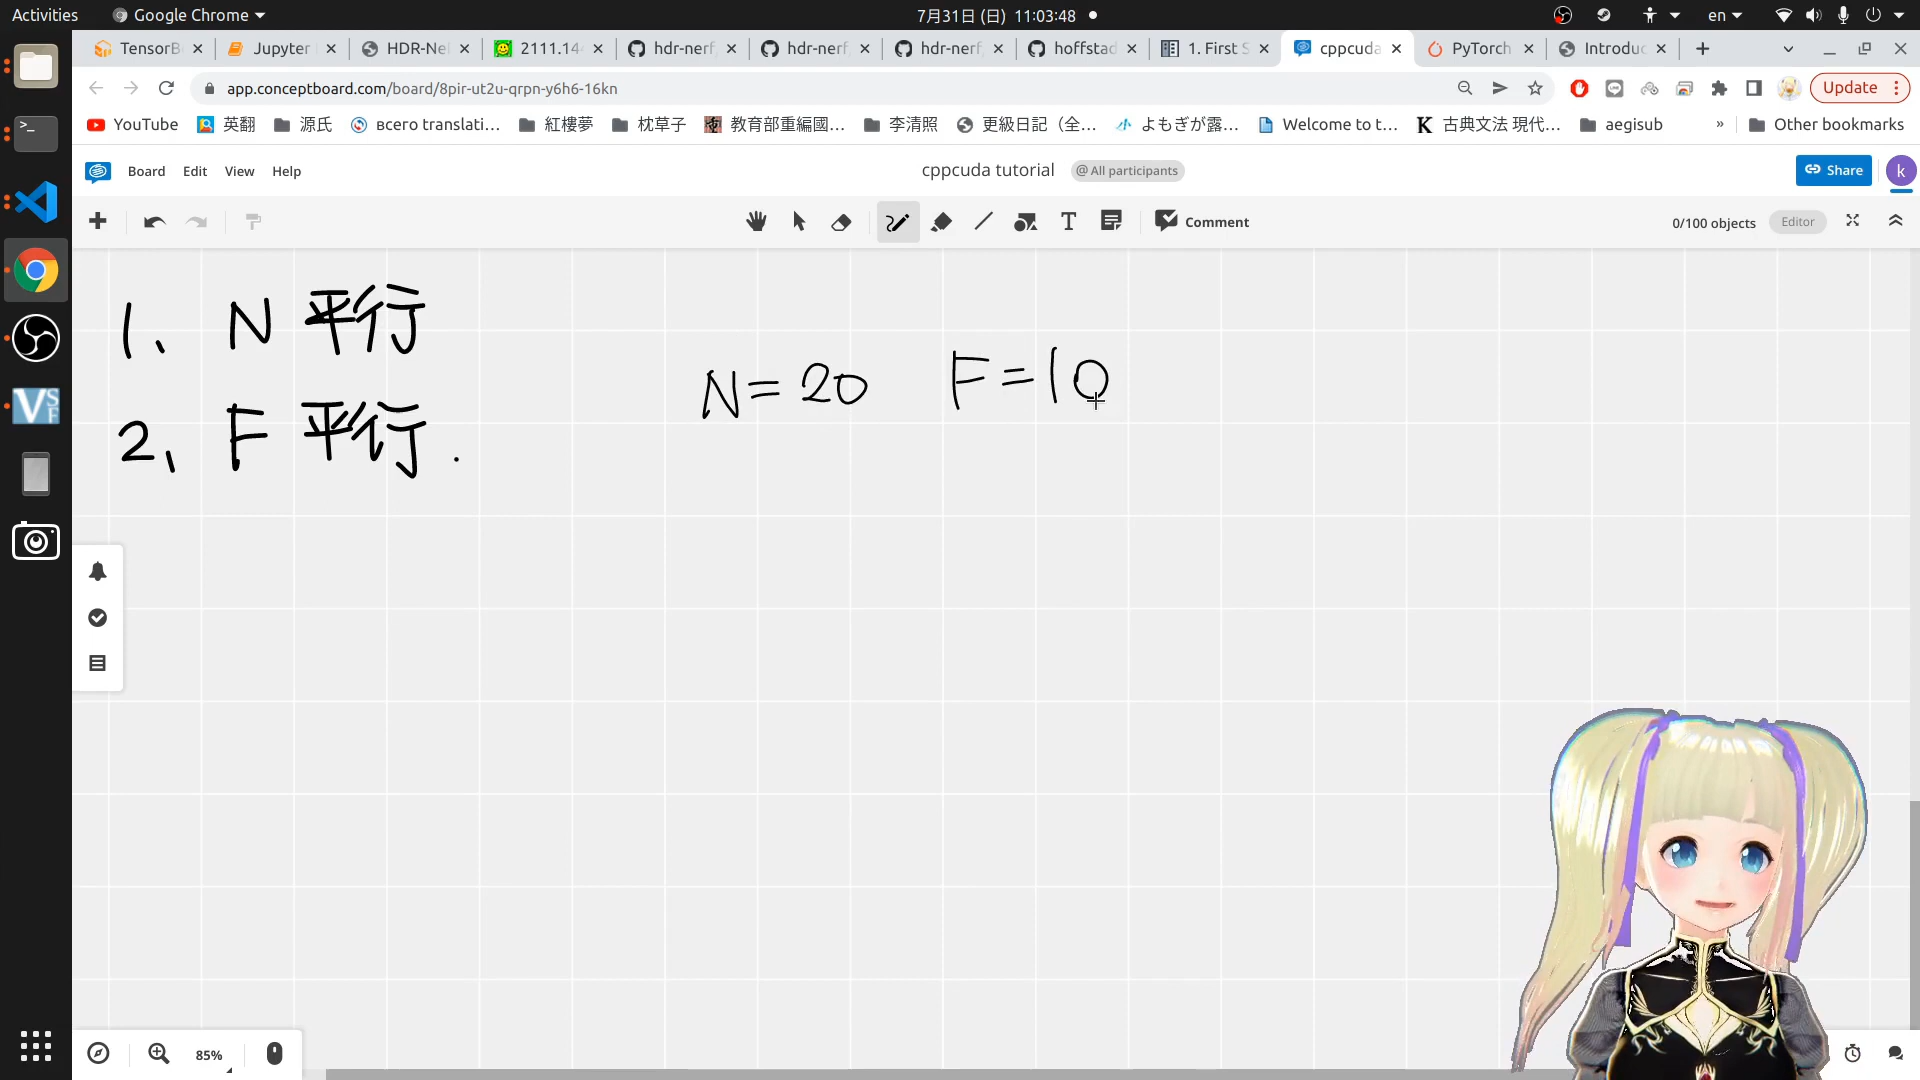 Activities
Google Chrome
7月31日 (日) 11:03:48
en
TensorB
Jupyter
HDR-Ne
2111.14
hdr-nerf
hdr-nerf
hdr-nerf
hoffstad
1. First S
cppcuda
PyTorch
Introduc
app.conceptboard.com/board/8pir-ut2u-qrpn-y6h6-16kn
Update
YouTube
英翻
源氏
всего translati...
紅樓夢
枕草子
教育部重編國...
李清照
更級日記（全...
よもぎが露...
Welcome to t...
古典文法 現代...
aegisub
»
Other bookmarks
Board
Edit
View
Help
cppcuda tutorial
@ All participants
Share
k
T
Comment
0/100 objects
Editor
1、 N 平行
N = 20 F = 10
2、 F 平行 .
85%